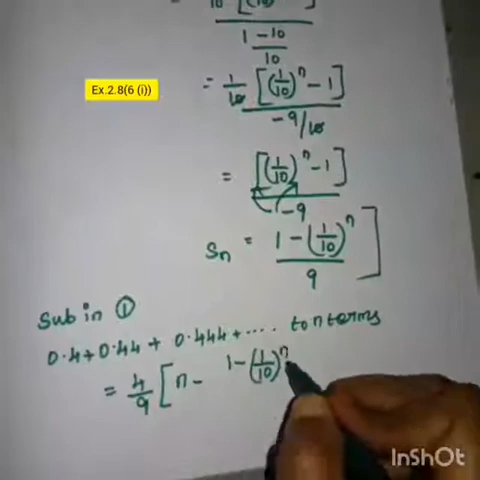 1 - 10
10
Ex.2.8(6 (i))
= 1/10 [(1/10)^n - 1]
-9/10
= [(1/10)^n - 1]
-9
Sn = 1 - (1/10)^n ]
9
Sub in ①
0.4 + 0.44 + 0.444 + .... to n terms
= 4/9 [ n - 1 - (1/10)^n
InShOt